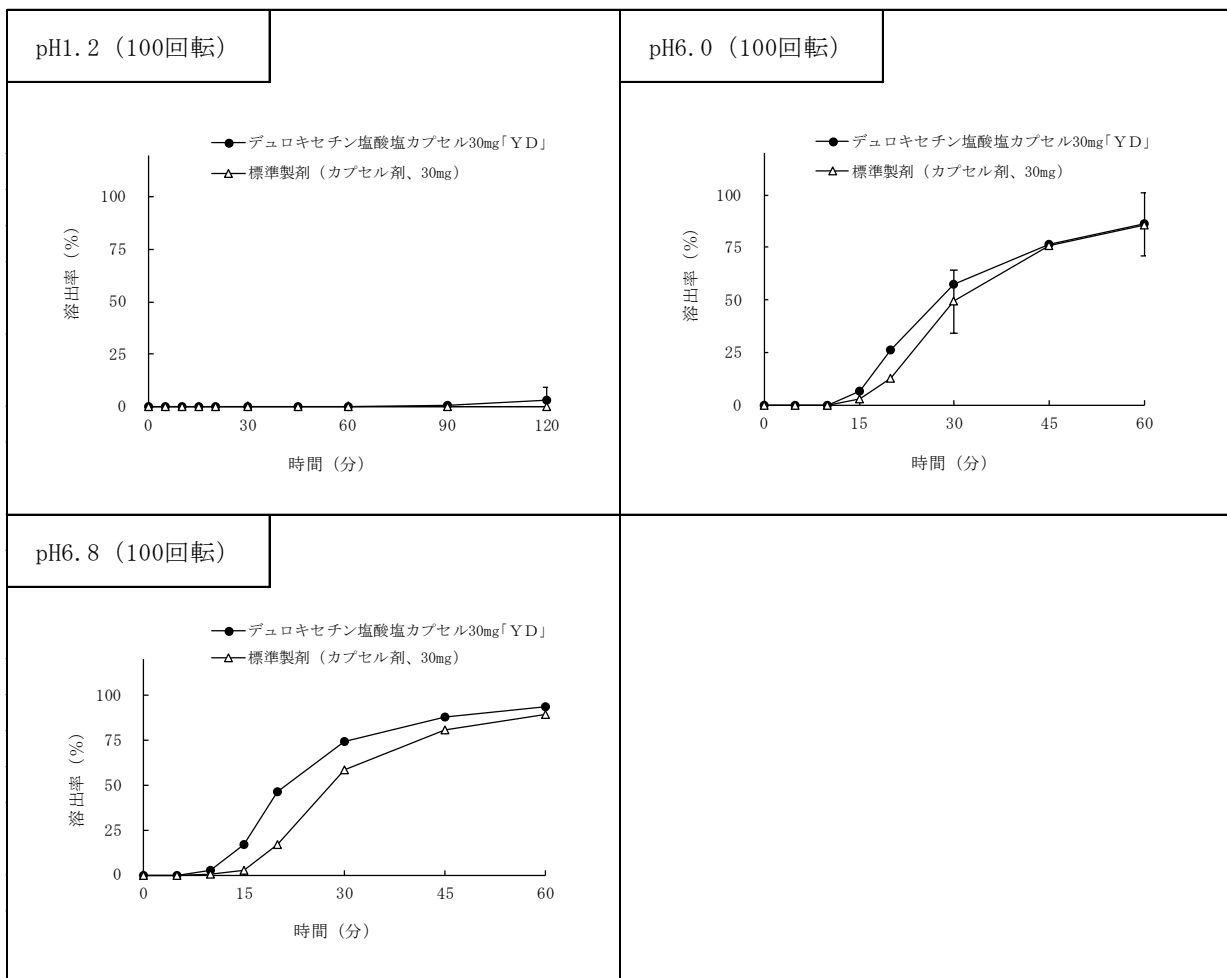 pH1.2 (100回転)
デュロキセチン塩酸塩カプセル30mg「YD」
標準製剤(カプセル剤、30mg)
100
75
50
25
0
溶出率(%)
0 30 60 90 120
時間(分)
pH6.0 (100回転)
デュロキセチン塩酸塩カプセル30mg「YD」
標準製剤(カプセル剤、30mg)
100
75
50
25
0
溶出率(%)
0 15 30 45 60
時間(分)
pH6.8 (100回転)
デュロキセチン塩酸塩カプセル30mg「YD」
標準製剤(カプセル剤、30mg)
100
75
50
25
0
溶出率(%)
0 15 30 45 60
時間(分)